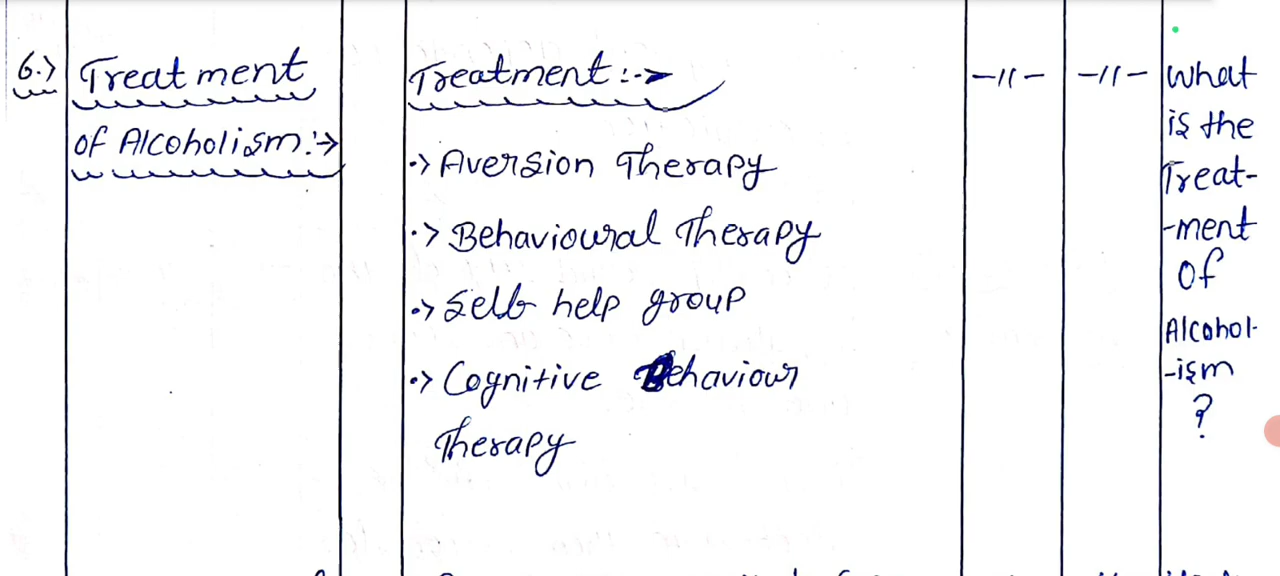 6.>
Treatment
of Alcoholism:->
Treatment:->
.> Aversion Therapy
.> Behavioural Therapy
.> Self help group
.> Cognitive Behaviour
Therapy
-11-
-11-
What
is the
Treat-
-ment
of
Alcohol-
-ism
?